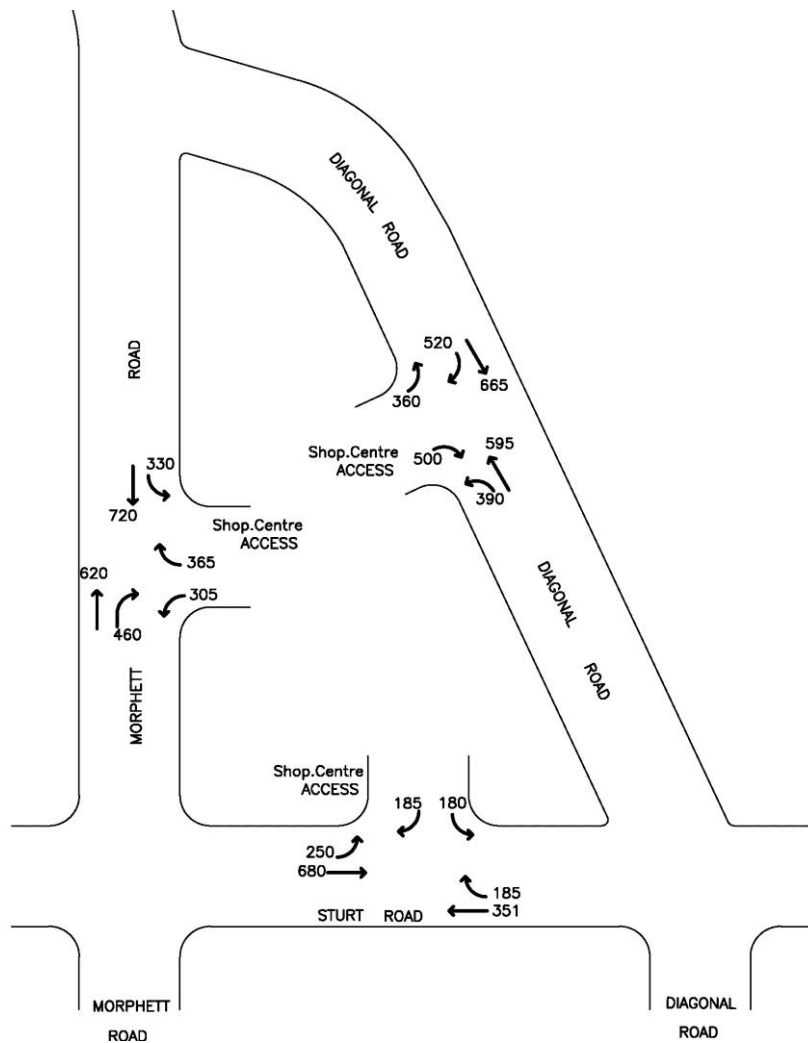 DIAGONAL
ROAD
ROAD
520
665
360
Shop.Centre
ACCESS
500
595
390
330
720
Shop.Centre
ACCESS
365
620
305
460
MORPHETT
DIAGONAL
ROAD
Shop.Centre
ACCESS
185
180
250
680
185
351
STURT ROAD
MORPHETT
ROAD
DIAGONAL
ROAD